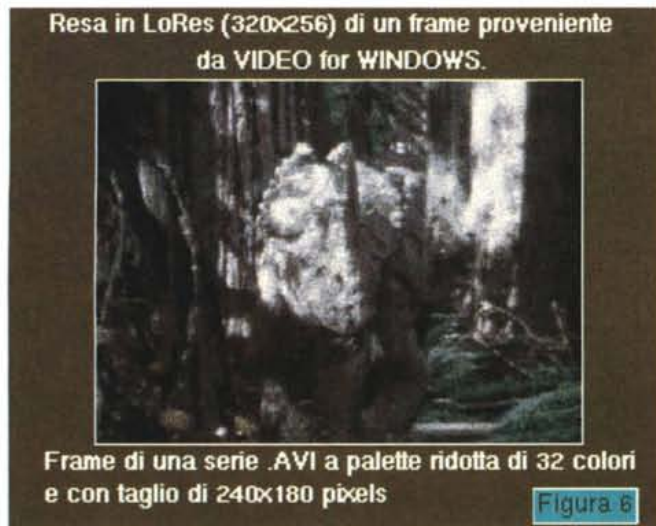 Resa in LoRes (320x256) di un frame proveniente
da VIDEO for WINDOWS.
Frame di una serie .AVI a palette ridotta di 32 colori
e con taglio di 240x180 pixels
Figura 6